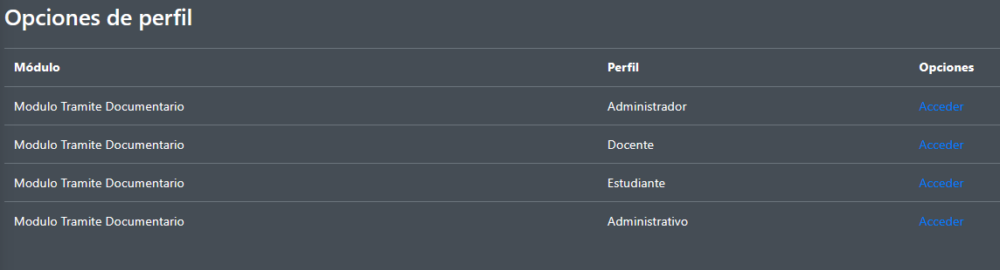 Opciones de perfil
Módulo Perfil Opciones
Modulo Tramite Documentario Administrador Acceder
Modulo Tramite Documentario Docente Acceder
Modulo Tramite Documentario Estudiante Acceder
Modulo Tramite Documentario Administrativo Acceder